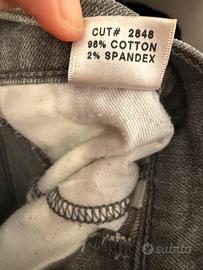 CUT# 2848
98% COTTON
2% SPANDEX
subito